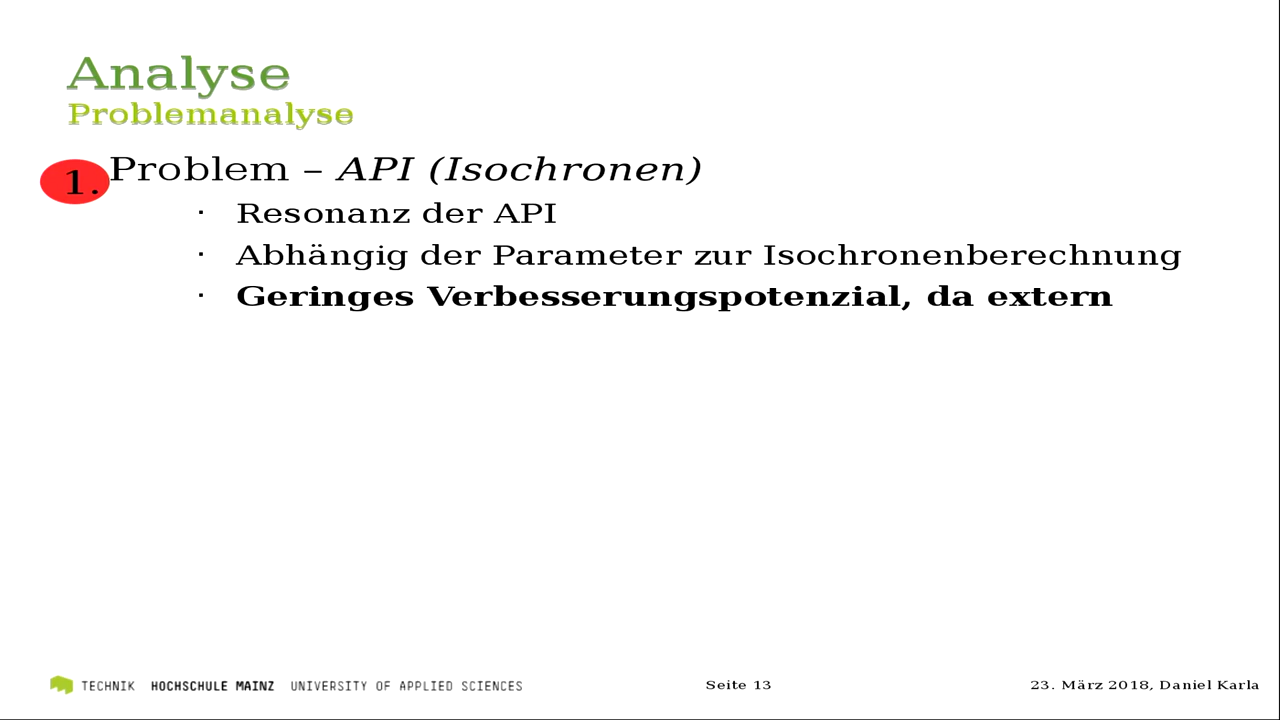 Analyse
Problemanalyse
1. Problem – API (Isochronen)
· Resonanz der API
· Abhängig der Parameter zur Isochronenberechnung
· Geringes Verbesserungspotenzial, da extern
TECHNIK HOCHSCHULE MAINZ UNIVERSITY OF APPLIED SCIENCES
Seite 13
23. März 2018, Daniel Karla